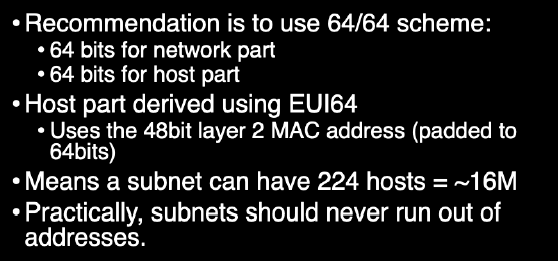 • Recommendation is to use 64/64 scheme:
• 64 bits for network part
• 64 bits for host part
• Host part derived using EUI64
• Uses the 48bit layer 2 MAC address (padded to
64bits)
• Means a subnet can have 224 hosts = ~16M
• Practically, subnets should never run out of
addresses.